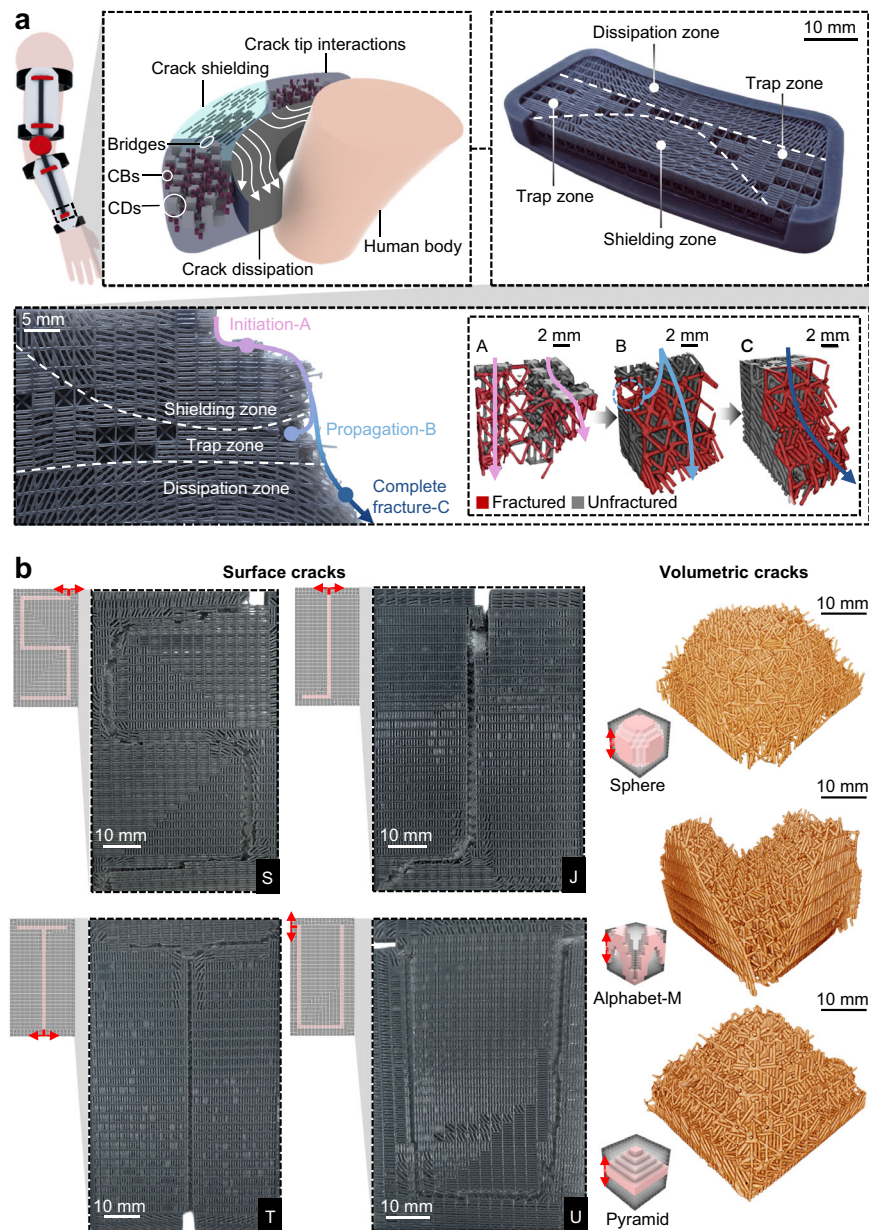 a
Crack tip interactions
Crack shielding
Bridges
CBs
CDs
Crack dissipation
Human body
10 mm
Dissipation zone
Trap zone
Trap zone
Shielding zone
5 mm
Initiation-A
Shielding zone
Propagation-B
Trap zone
Dissipation zone
Complete
fracture-C
2 mm
2 mm
2 mm
A
B
C
Fractured
Unfractured
b
Surface cracks
Volumetric cracks
10 mm
S
10 mm
J
10 mm
Sphere
10 mm
Alphabet-M
10 mm
T
10 mm
U
10 mm
Pyramid